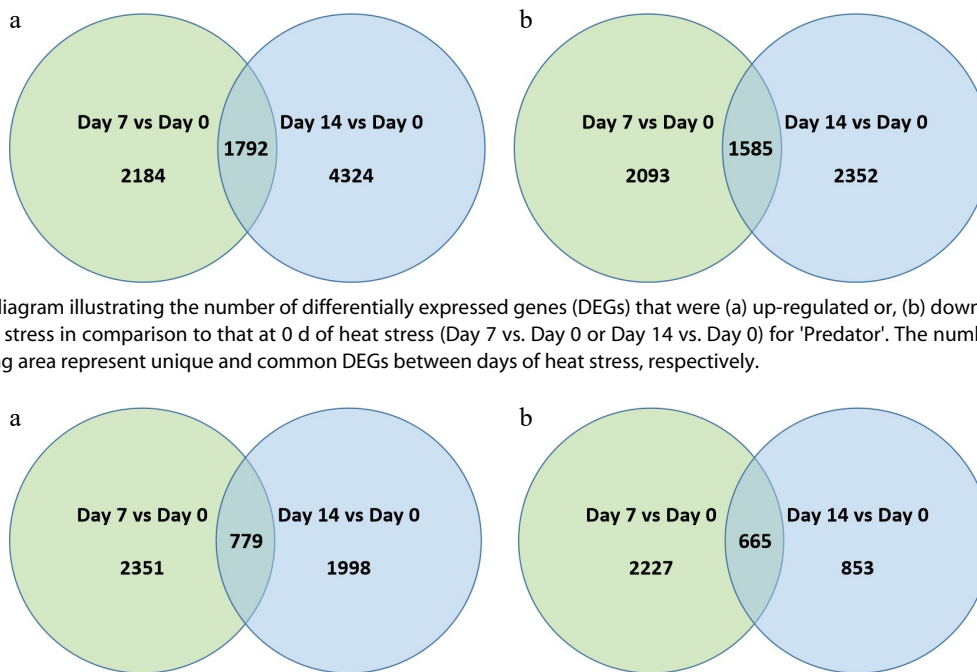 a
b
Day 7 vs Day 0
Day 14 vs Day 0
1792
2184
4324
Day 7 vs Day 0
Day 14 vs Day 0
1585
2093
2352
diagram illustrating the number of differentially expressed genes (DEGs) that were (a) up-regulated or, (b) down
stress in comparison to that at 0 d of heat stress (Day 7 vs. Day 0 or Day 14 vs. Day 0) for 'Predator'. The num
g area represent unique and common DEGs between days of heat stress, respectively.
a
b
Day 7 vs Day 0
Day 14 vs Day 0
779
2351
1998
Day 7 vs Day 0
Day 14 vs Day 0
665
2227
853